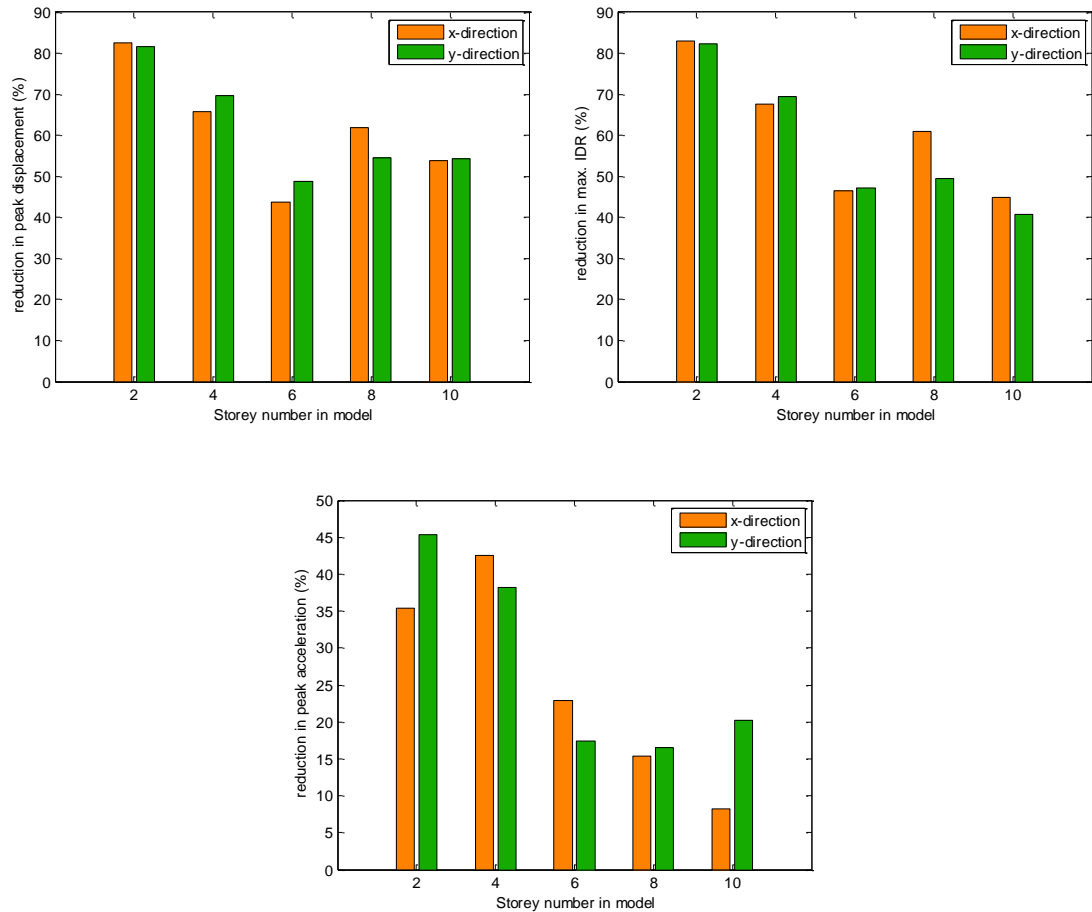 90
80
70
60
50
40
30
20
10
0
reduction in peak displacement (%)
x-direction
y-direction
2 4 6 8 10
Storey number in model
90
80
70
60
50
40
30
20
10
0
reduction in max. IDR (%)
x-direction
y-direction
2 4 6 8 10
Storey number in model
50
45
40
35
30
25
20
15
10
5
0
reduction in peak acceleration (%)
x-direction
y-direction
2 4 6 8 10
Storey number in model